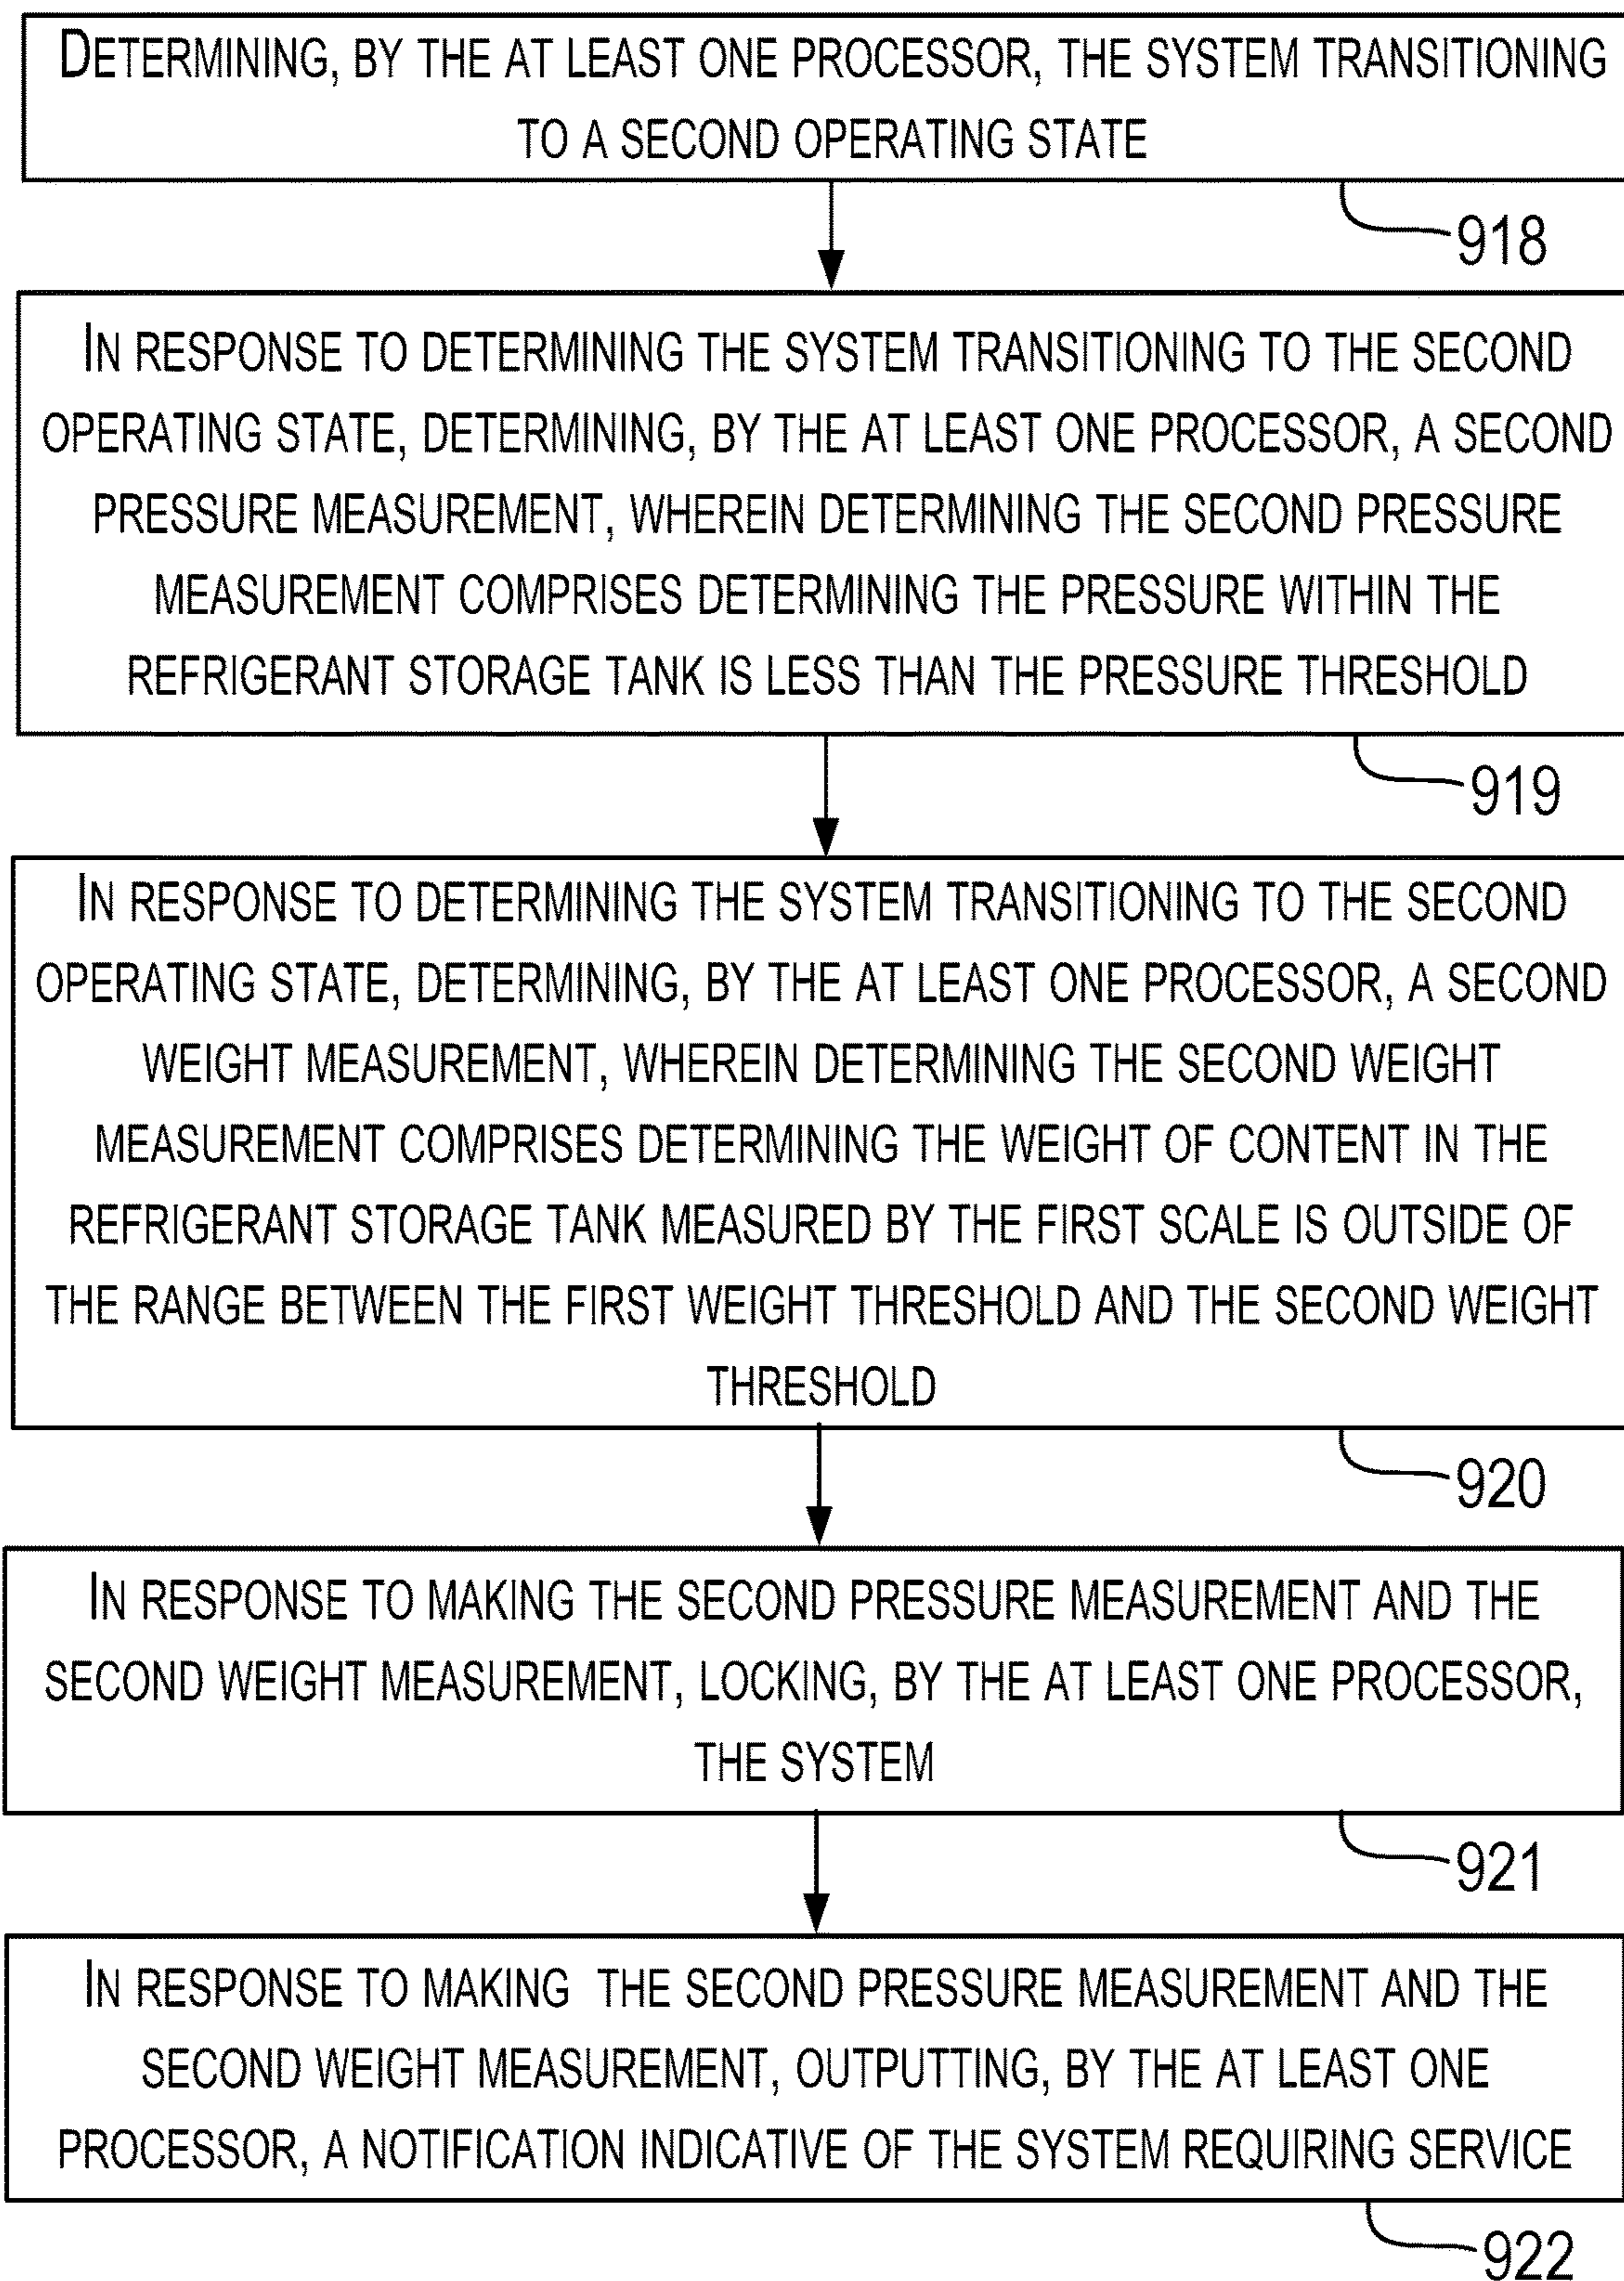 DETERMINING, BY THE AT LEAST ONE PROCESSOR, THE SYSTEM TRANSITIONING
TO A SECOND OPERATING STATE
918
IN RESPONSE TO DETERMINING THE SYSTEM TRANSITIONING TO THE SECOND
OPERATING STATE, DETERMINING, BY THE AT LEAST ONE PROCESSOR, A SECOND
PRESSURE MEASUREMENT, WHEREIN DETERMINING THE SECOND PRESSURE
MEASUREMENT COMPRISES DETERMINING THE PRESSURE WITHIN THE
REFRIGERANT STORAGE TANK IS LESS THAN THE PRESSURE THRESHOLD
919
IN RESPONSE TO DETERMINING THE SYSTEM TRANSITIONING TO THE SECOND
OPERATING STATE, DETERMINING, BY THE AT LEAST ONE PROCESSOR, A SECOND
WEIGHT MEASUREMENT, WHEREIN DETERMINING THE SECOND WEIGHT
MEASUREMENT COMPRISES DETERMINING THE WEIGHT OF CONTENT IN THE
REFRIGERANT STORAGE TANK MEASURED BY THE FIRST SCALE IS OUTSIDE OF
THE RANGE BETWEEN THE FIRST WEIGHT THRESHOLD AND THE SECOND WEIGHT
THRESHOLD
920
IN RESPONSE TO MAKING THE SECOND PRESSURE MEASUREMENT AND THE
SECOND WEIGHT MEASUREMENT, LOCKING, BY THE AT LEAST ONE PROCESSOR,
THE SYSTEM
921
IN RESPONSE TO MAKING THE SECOND PRESSURE MEASUREMENT AND THE
SECOND WEIGHT MEASUREMENT, OUTPUTTING, BY THE AT LEAST ONE
PROCESSOR, A NOTIFICATION INDICATIVE OF THE SYSTEM REQUIRING SERVICE
922